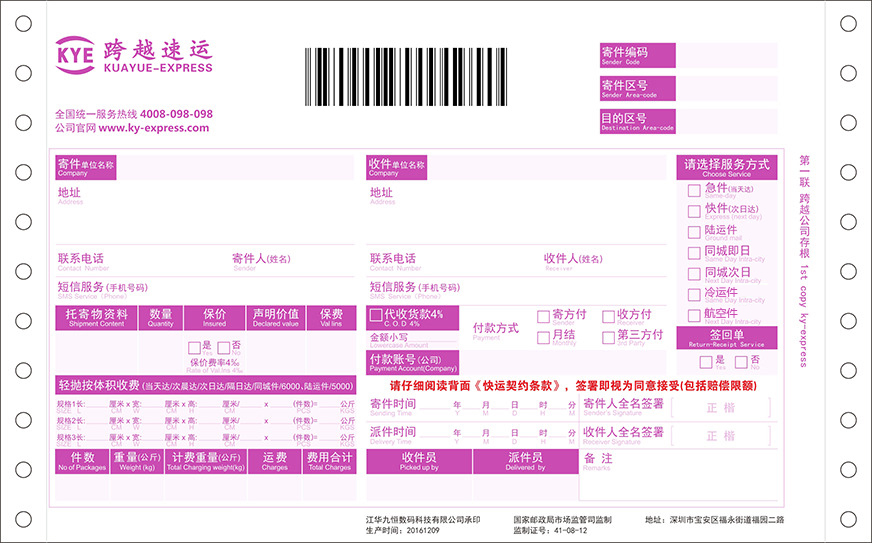 KYE 跨越速运
KUAYUE-EXPRESS
全国统一服务热线 4008-098-098
公司官网 www.ky-express.com
寄件编码
Sender Code
寄件区号
Sender Area-code
目的区号
Destination Area-code
寄件单位名称
Company
地址
Address
联系电话
Contact Number
寄件人(姓名)
Sender
短信服务(手机号码)
SMS Service (Phone)
收件单位名称
Company
地址
Address
联系电话
Contact Number
收件人(姓名)
Receiver
短信服务(手机号码)
SMS Service (Phone)
请选择服务方式
Choose Service
急件(当天达)
Same-day
快件(次日达)
Express (next day)
陆运件
Ground mail
同城即日
Same Day Intra-city
同城次日
Next Day Intra-city
冷运件
Same Day Intra-city
航空件
Next Day Intra-city
签回单
Return-Receipt Service
是 否
Yes No
第一联 跨越公司存根 1st copy ky-express
托寄物资料 数量 保价 声明价值 保费
Shipment Content Quantity Insured Declared value Val.ins
是 否
Yes No
保价费率4‰
Rate of Val.ins 4‰
代收货款4%
C.O.D 4%
金额小写
Lowercase Amount
付款账号(公司)
Payment Account(Company)
付款方式
Payment
寄方付
Sender
收方付
Receiver
月结
Monthly
第三方付
3rd Party
轻抛按体积收费(当天达/次晨达/次日达/隔日达/同城件/6000、陆运件/5000)
规格1长: 厘米 x 宽: 厘米 x 高: 厘米/ x (件数)= 公斤
SIZE L CM W CM H CM PCS KGS
规格2长: 厘米 x 宽: 厘米 x 高: 厘米/ x (件数)= 公斤
SIZE L CM W CM H CM PCS KGS
规格3长: 厘米 x 宽: 厘米 x 高: 厘米/ x (件数)= 公斤
SIZE L CM W CM H CM PCS KGS
件数 重量(公斤) 计费重量(公斤) 运费 费用合计
No of Packages Weight (kg) Total Charging weight(kg) Charges Total Charges
请仔细阅读背面《快运契约条款》，签署即视为同意接受(包括赔偿限额)
寄件时间 年 月 日 时 分
Sending Time Y M D H M
寄件人全名签署 正 楷
Sender's Signature
派件时间 年 月 日 时 分
Delivery Time Y M D H M
收件人全名签署 正 楷
Receiver Signature
收件员
Picked up by
派件员
Delivered by
备 注
Remarks
江华九恒数码科技有限公司承印
生产时间：20161209
国家邮政局市场监管司监制
监制证号：41-08-12
地址：深圳市宝安区福永街道福园二路